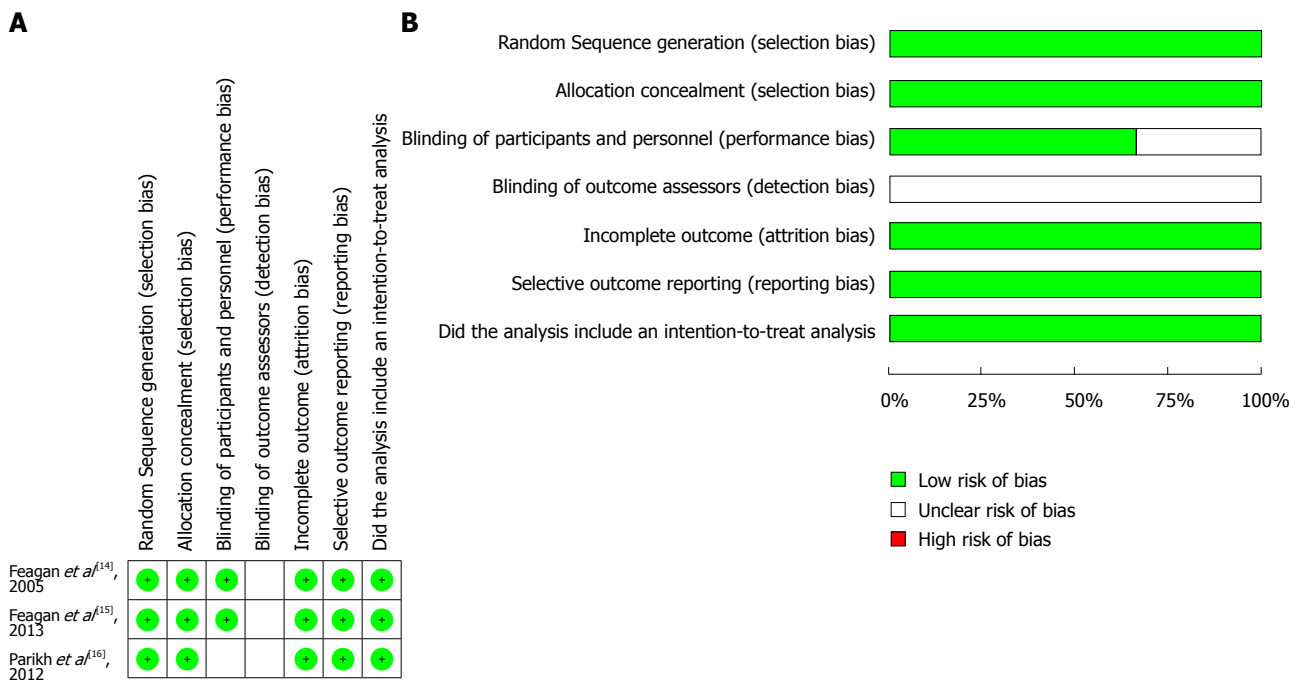 A
Random Sequence generation (selection bias)
Allocation concealment (selection bias)
Blinding of participants and personnel (performance bias)
Blinding of outcome assessors (detection bias)
Incomplete outcome (attrition bias)
Selective outcome reporting (reporting bias)
Did the analysis include an intention-to-treat analysis
Feagan et al[14],
2005
+ + + + + +
Feagan et al[15],
2013
+ + + + + +
Parikh et al[16],
2012
+ + + + +
B
Random Sequence generation (selection bias)
Allocation concealment (selection bias)
Blinding of participants and personnel (performance bias)
Blinding of outcome assessors (detection bias)
Incomplete outcome (attrition bias)
Selective outcome reporting (reporting bias)
Did the analysis include an intention-to-treat analysis
0% 25% 50% 75% 100%
Low risk of bias
Unclear risk of bias
High risk of bias